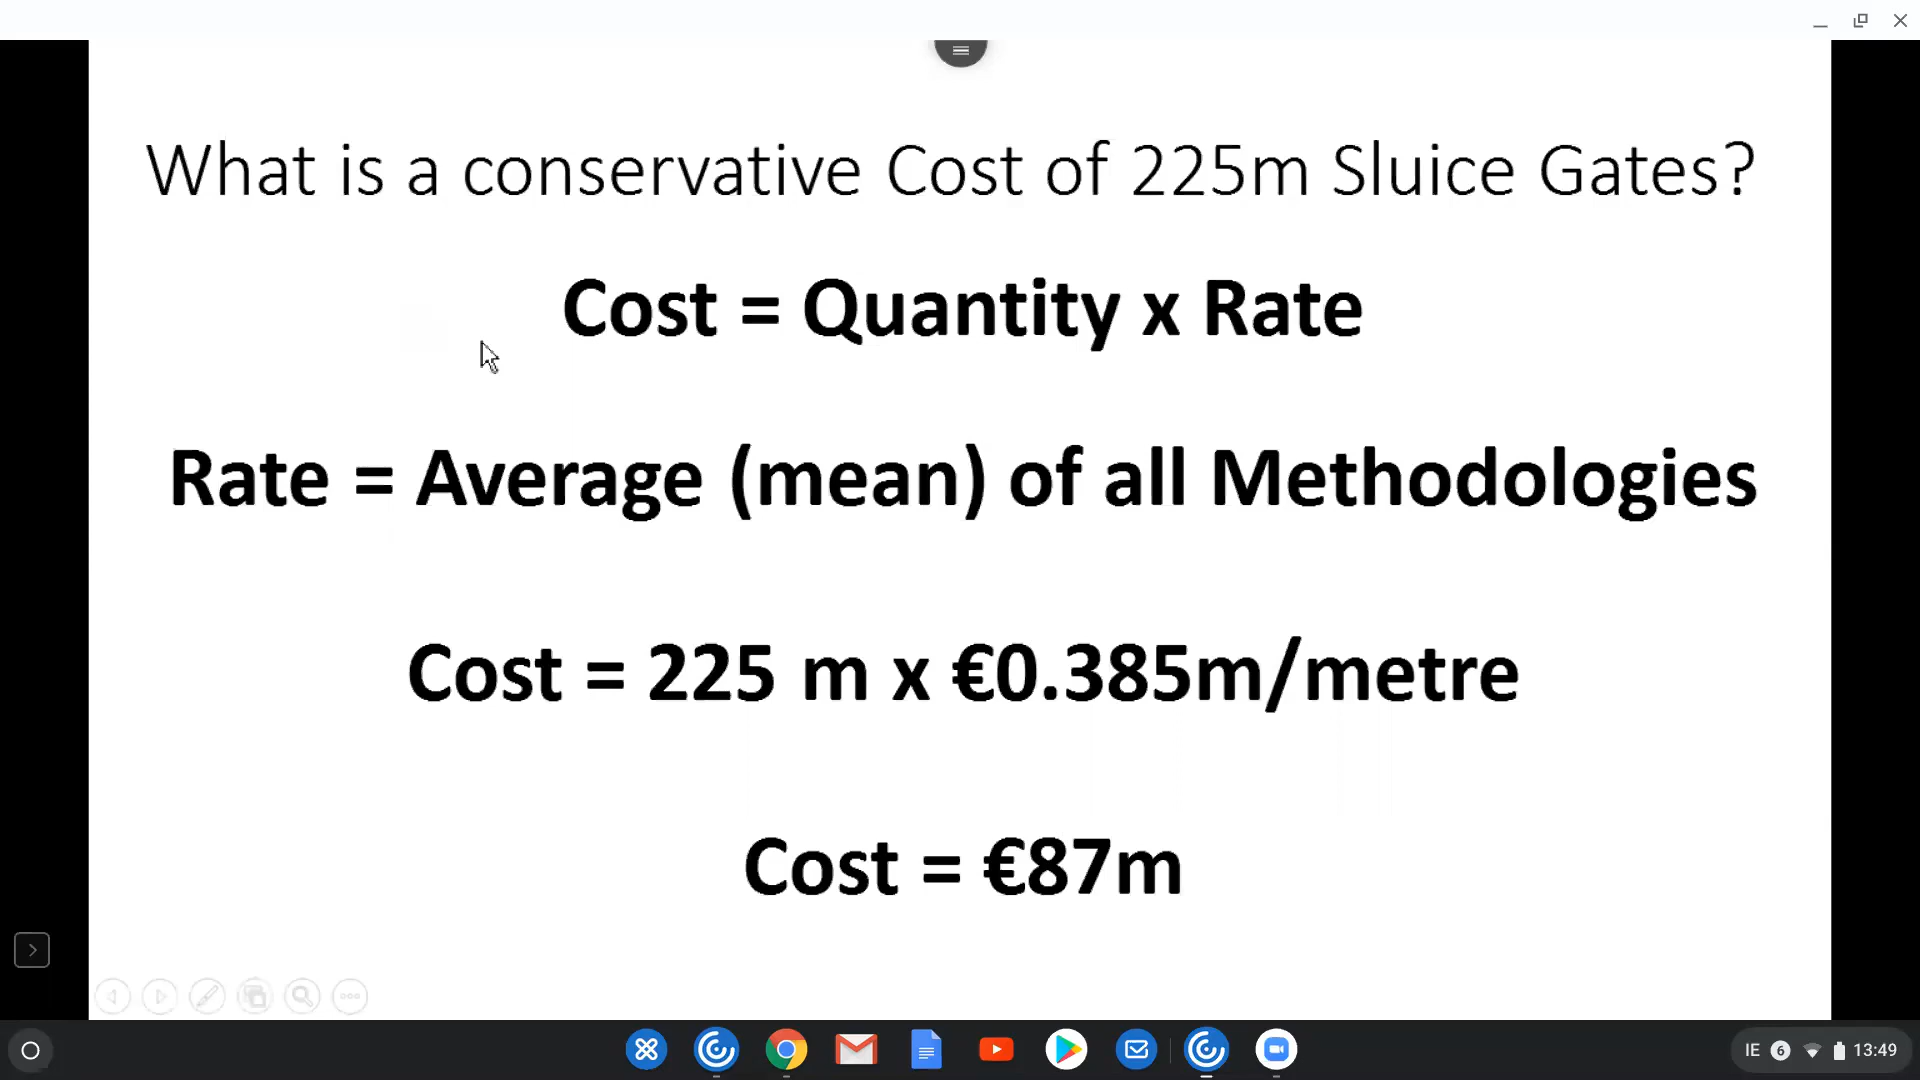 What is a conservative Cost of 225m Sluice Gates?
Cost = Quantity x Rate
Rate = Average (mean) of all Methodologies
Cost = 225 m x €0.385m/metre
Cost = €87m
IE 6 13:49